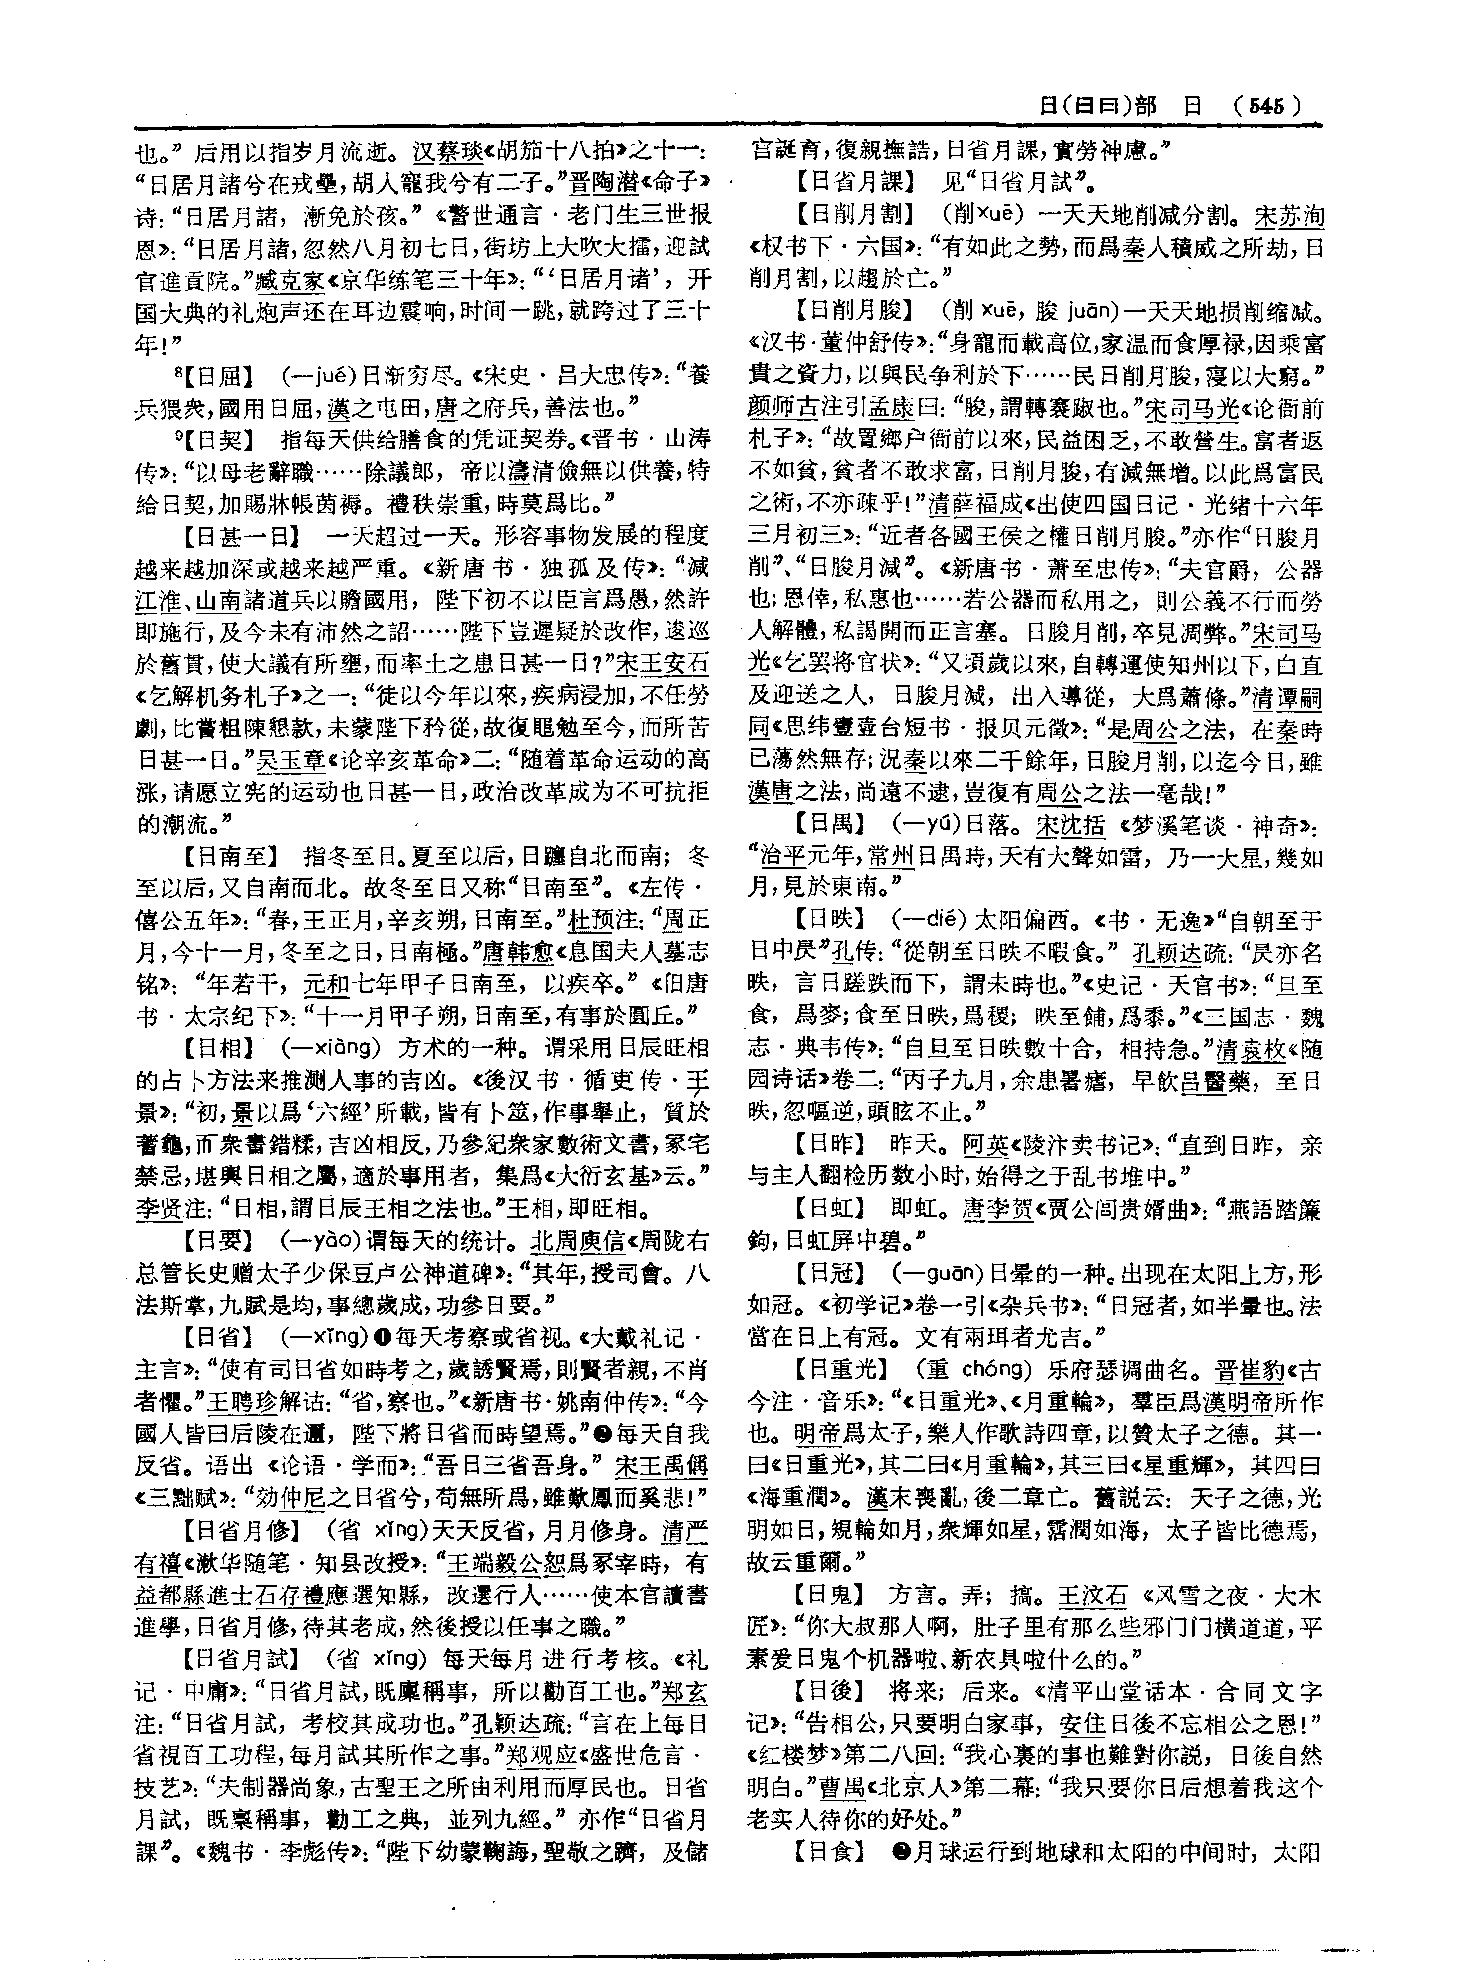 日(曰⺜)部　日　(545)
也。”后用以指岁月流逝。汉蔡琰《胡笳十八拍》之十一：
“日居月諸兮在戎壘，胡人寵我兮有二子。”晋陶潜《命子》
诗：“日居月諸，漸免於孩。”《警世通言·老门生三世报
恩》：“日居月諸，忽然八月初七日，街坊上大吹大擂，迎試
官進貢院。”臧克家《京华练笔三十年》：“‘日居月诸’，开
国大典的礼炮声还在耳边震响，时间一跳，就跨过了三十
年！”
⁸【日屈】　(—jué)日渐穷尽。《宋史·吕大忠传》：“養
兵猥衆，國用日屈，漢之屯田，唐之府兵，善法也。”
⁹【日契】　指每天供给膳食的凭证契券。《晋书·山涛
传》：“以母老辭職……除議郎，帝以濤清儉無以供養，特
給日契，加賜牀帳茵褥。禮秩崇重，時莫爲比。”
【日甚一日】　一天超过一天。形容事物发展的程度
越来越加深或越来越严重。《新唐书·独孤及传》：“減
江淮、山南諸道兵以贍國用，陛下初不以臣言爲愚，然許
即施行，及今未有沛然之詔……陛下豈遲疑於改作，逡巡
於舊貫，使大議有所壅，而率土之患日甚一日？”宋王安石
《乞解机务札子》之一：“徒以今年以來，疾病浸加，不任勞
劇，比嘗粗陳懇款，未蒙陛下矜從，故復黽勉至今，而所苦
日甚一日。”吴玉章《论辛亥革命》二：“随着革命运动的高
涨，请愿立宪的运动也日甚一日，政治改革成为不可抗拒
的潮流。”
【日南至】　指冬至日。夏至以后，日躔自北而南；冬
至以后，又自南而北。故冬至日又称“日南至”。《左传·
僖公五年》：“春，王正月，辛亥朔，日南至。”杜预注：“周正
月，今十一月，冬至之日，日南極。”唐韩愈《息国夫人墓志
铭》：“年若干，元和七年甲子日南至，以疾卒。”《旧唐
书·太宗纪下》：“十一月甲子朔，日南至，有事於圓丘。”
【日相】　(—xiàng)　方术的一种。谓采用日辰旺相
的占卜方法来推测人事的吉凶。《後汉书·循吏传·王
景》：“初，景以爲‘六經’所載，皆有卜筮，作事舉止，質於
蓍龜，而衆書錯糅，吉凶相反，乃參紀衆家數術文書，冢宅
禁忌，堪輿日相之屬，適於事用者，集爲《大衍玄基》云。”
李贤注：“日相，謂日辰王相之法也。”王相，即旺相。
【日要】　(—yào)谓每天的统计。北周庾信《周陇右
总管长史赠太子少保豆卢公神道碑》：“其年，授司會。八
法斯掌，九賦是均，事總歲成，功參日要。”
【日省】　(—xǐng)❶每天考察或省视。《大戴礼记·
主言》：“使有司日省如時考之，歲誘賢焉，則賢者親，不肖
者懼。”王聘珍解诂：“省，察也。”《新唐书·姚南仲传》：“今
國人皆曰后陵在邇，陛下將日省而時望焉。”❷每天自我
反省。语出《论语·学而》：“吾日三省吾身。”宋王禹偁
《三黜赋》：“効仲尼之日省兮，苟無所爲，雖歎鳳而奚悲！”
【日省月修】　(省 xǐng)天天反省，月月修身。清严
有禧《漱华随笔·知县改授》：“王端毅公恕爲冢宰時，有
益都縣進士石存禮應選知縣，改選行人……使本官讀書
進學，日省月修，待其老成，然後授以任事之職。”
【日省月試】　(省 xǐng)　每天每月进行考核。《礼
记·中庸》：“日省月試，既廩稱事，所以勸百工也。”郑玄
注：“日省月試，考校其成功也。”孔颖达疏：“言在上每日
省視百工功程，每月試其所作之事。”郑观应《盛世危言·
技艺》：“夫制器尚象，古聖王之所由利用而厚民也。日省
月試，既稟稱事，勸工之典，並列九經。”亦作“日省月
課”。《魏书·李彪传》：“陛下幼蒙鞠誨，聖敬之躋，及儲
宫誕育，復親撫誥，日省月課，實勞神慮。”
【日省月課】　见“日省月試”。
【日削月割】　(削xuē)　一天天地削减分割。宋苏洵
《权书下·六国》：“有如此之勢，而爲秦人積威之所劫，日
削月割，以趨於亡。”
【日削月朘】　(削 xuē，朘 juān)一天天地损削缩减。
《汉书·董仲舒传》：“身寵而載高位，家温而食厚禄，因乘富
貴之資力，以與民争利於下……民日削月朘，寖以大窮。”
颜师古注引孟康曰：“朘，謂轉褰踧也。”宋司马光《论衙前
札子》：“故置鄉户衙前以來，民益困乏，不敢營生。富者返
不如貧，貧者不敢求富，日削月朘，有減無增。以此爲富民
之術，不亦疎乎！”清薛福成《出使四国日记·光绪十六年
三月初三》：“近者各國王侯之權日削月朘。”亦作“日朘月
削”、“日朘月減”。《新唐书·萧至忠传》：“夫官爵，公器
也；恩倖，私惠也……若公器而私用之，則公義不行而勞
人解體，私謁開而正言塞。日朘月削，卒見凋弊。”宋司马
光《乞罢将官状》：“又頃歲以來，自轉運使知州以下，白直
及迎送之人，日朘月減，出入導從，大爲蕭條。”清谭嗣
同《思纬壹壹台短书·报贝元徵》：“是周公之法，在秦時
已蕩然無存；況秦以來二千餘年，日朘月削，以迄今日，雖
漢唐之法，尚遠不逮，豈復有周公之法一毫哉！”
【日禺】　(—yú)日落。宋沈括《梦溪笔谈·神奇》：
“治平元年，常州日禺時，天有大聲如雷，乃一大星，幾如
月，見於東南。”
【日昳】　(—dié)　太阳偏西。《书·无逸》“自朝至于
日中昃”孔传：“從朝至日昳不暇食。”孔颖达疏：“昃亦名
昳，言日蹉跌而下，謂未時也。”《史记·天官书》：“旦至
食，爲麥；食至日昳，爲稷；昳至餔，爲黍。”《三国志·魏
志·典韦传》：“自旦至日昳數十合，相持急。”清袁枚《随
园诗话》卷二：“丙子九月，余患暑瘧，早飲吕醫藥，至日
昳，忽嘔逆，頭眩不止。”
【日昨】　昨天。阿英《陵汴卖书记》：“直到日昨，亲
与主人翻检历数小时，始得之于乱书堆中。”
【日虹】　即虹。唐李贺《贾公闾贵婿曲》：“燕語踏簾
鉤，日虹屏中碧。”
【日冠】　(—guān)日晕的一种。出现在太阳上方，形
如冠。《初学记》卷一引《杂兵书》：“日冠者，如半暈也。法
當在日上有冠。文有兩珥者尤吉。”
【日重光】　(重 chóng)　乐府瑟调曲名。晋崔豹《古
今注·音乐》：“《日重光》、《月重輪》，羣臣爲漢明帝所作
也。明帝爲太子，樂人作歌詩四章，以贊太子之德。其一
曰《日重光》，其二曰《月重輪》，其三曰《星重輝》，其四曰
《海重潤》。漢末喪亂，後二章亡。舊説云：天子之德，光
明如日，規輪如月，衆輝如星，霑潤如海，太子皆比德焉，
故云重爾。”
【日鬼】　方言。弄；搞。王汶石《风雪之夜·大木
匠》：“你大叔那人啊，肚子里有那么些邪门门横道道，平
素爱日鬼个机器啦、新农具啦什么的。”
【日後】　将来；后来。《清平山堂话本·合同文字
记》：“告相公，只要明白家事，安住日後不忘相公之恩！”
《红楼梦》第二八回：“我心裏的事也難對你説，日後自然
明白。”曹禺《北京人》第二幕：“我只要你日后想着我这个
老实人待你的好处。”
【日食】　❷月球运行到地球和太阳的中间时，太阳